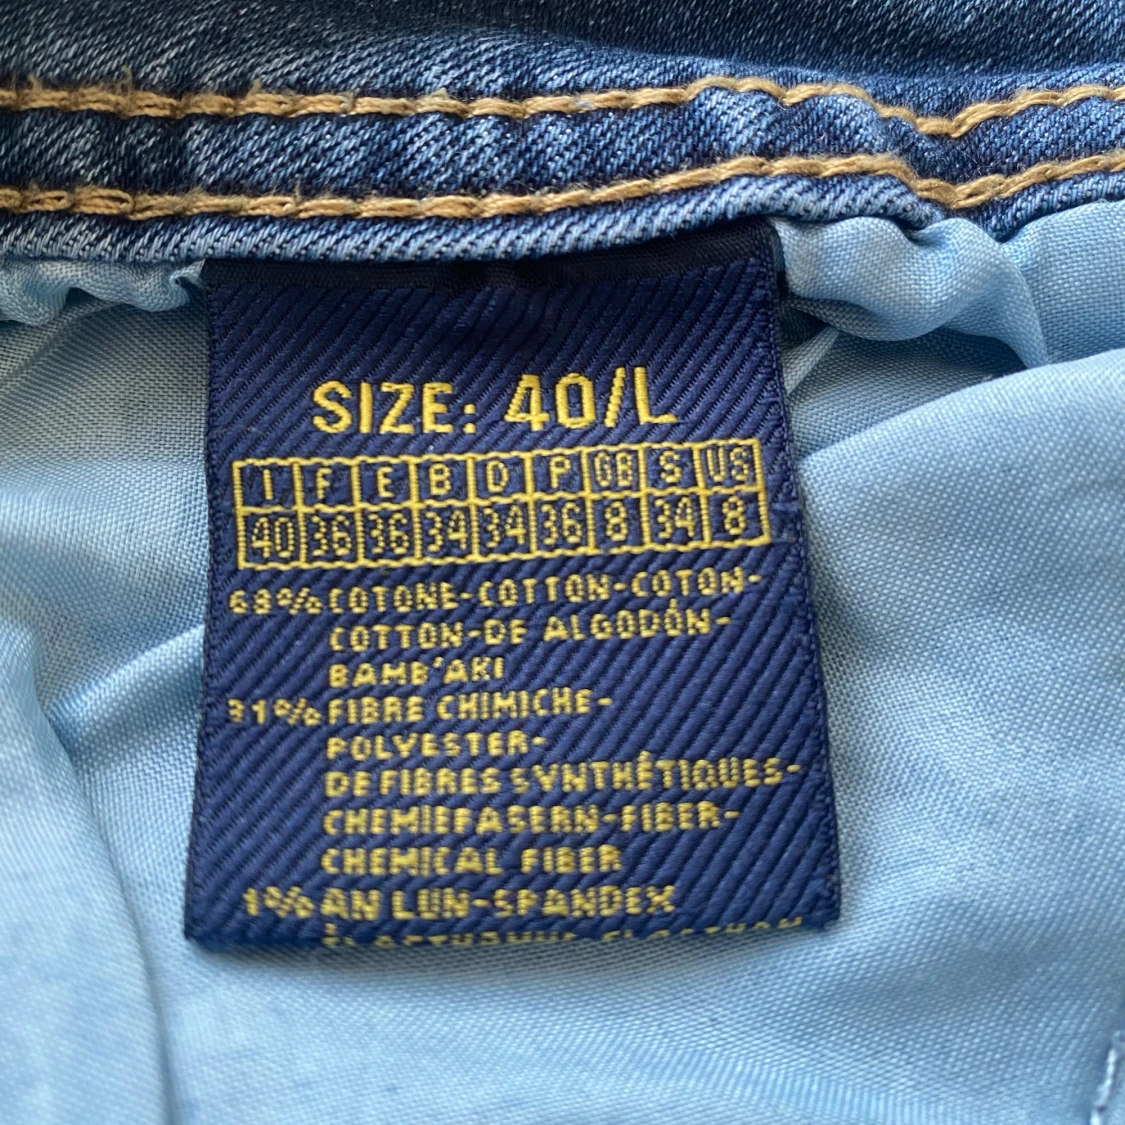 SIZE: 40/L
I F E B D P GB S US
40 36 36 34 34 36 8 34 8
68% COTONE-COTTON-COTON-
COTTON-DE ALGODÓN-
BAMB'AKI
31% FIBRE CHIMICHE-
POLYESTER-
DE FIBRES SYNTHÉTIQUES-
CHEMIEFASERN-FIBER-
CHEMICAL FIBER
1% AN LUN-SPANDEX